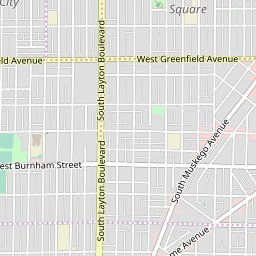 City
Square
West Greenfield Avenue
ld Avenue
South Layton Boulevard
South Muskego Avenue
est Burnham Street
South Layton Boulevard
me Avenue